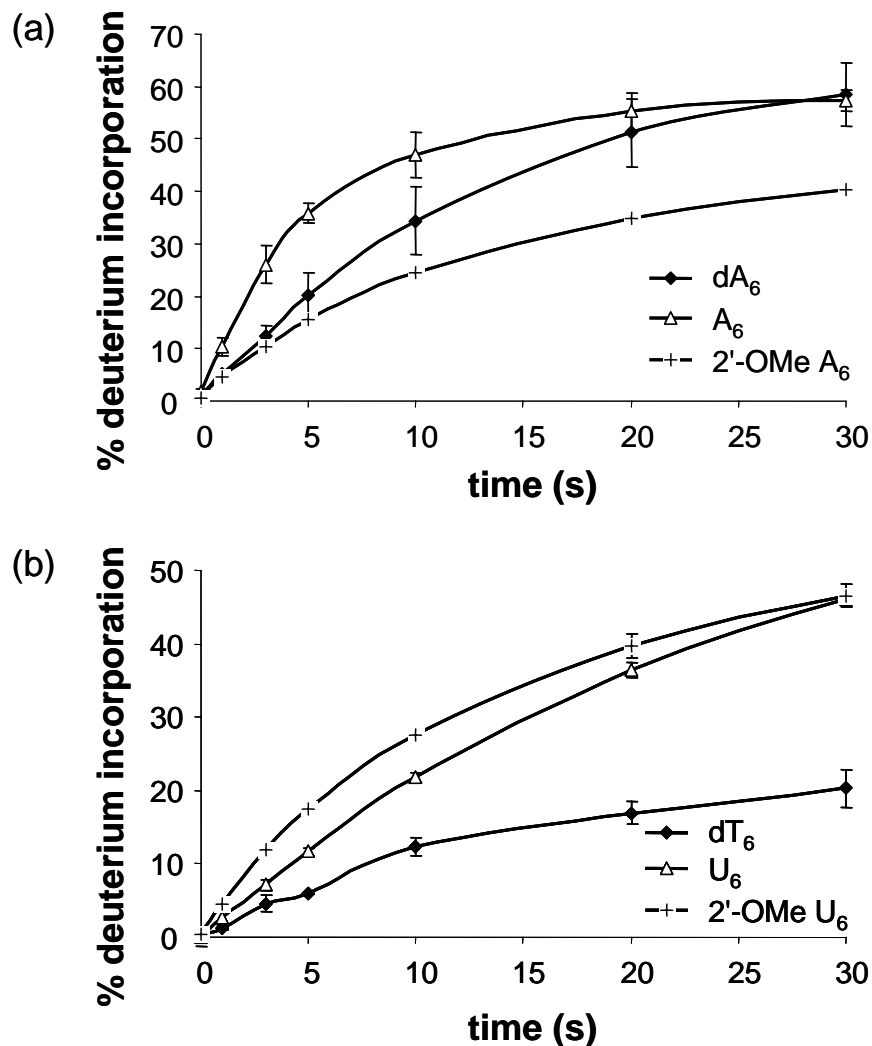 (a)
% deuterium incorporation
70
60
50
40
30
20
10
0
dA6
A6
2'-OMe A6
0 5 10 15 20 25 30
time (s)
(b)
% deuterium incorporation
50
40
30
20
10
0
dT6
U6
2'-OMe U6
0 5 10 15 20 25 30
time (s)